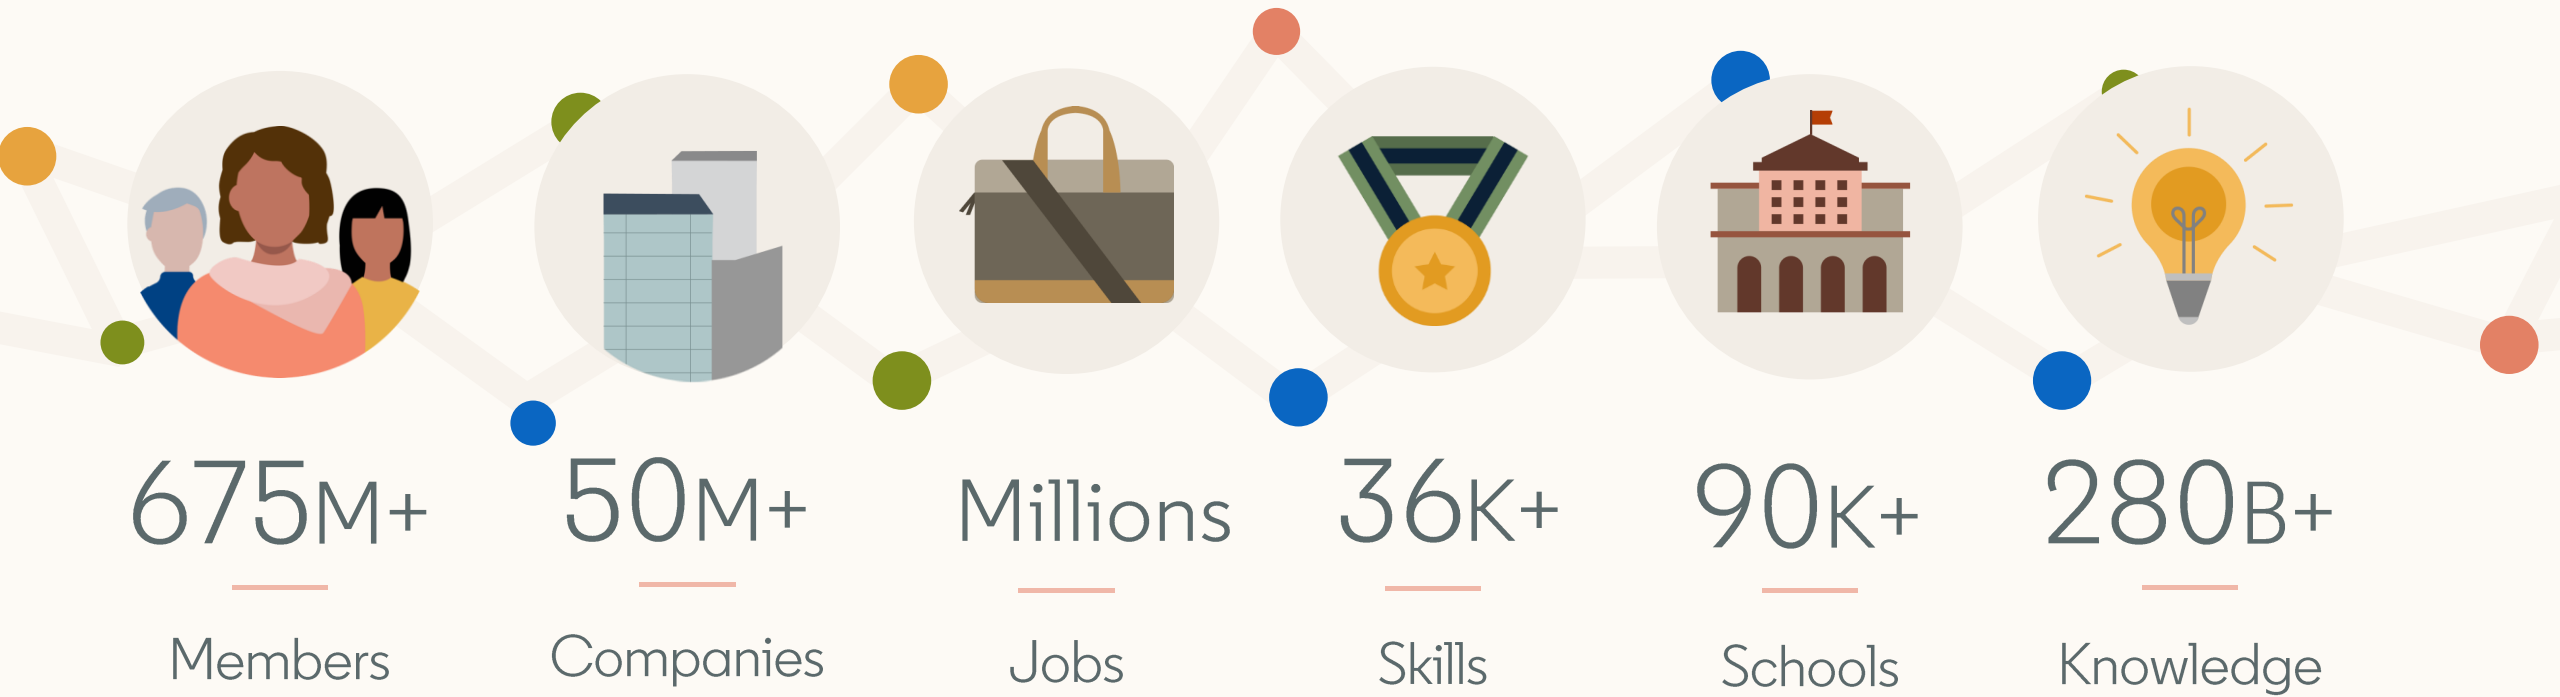 675M+
Members
50M+
Companies
Millions
Jobs
36K+
Skills
90K+
Schools
280B+
Knowledge